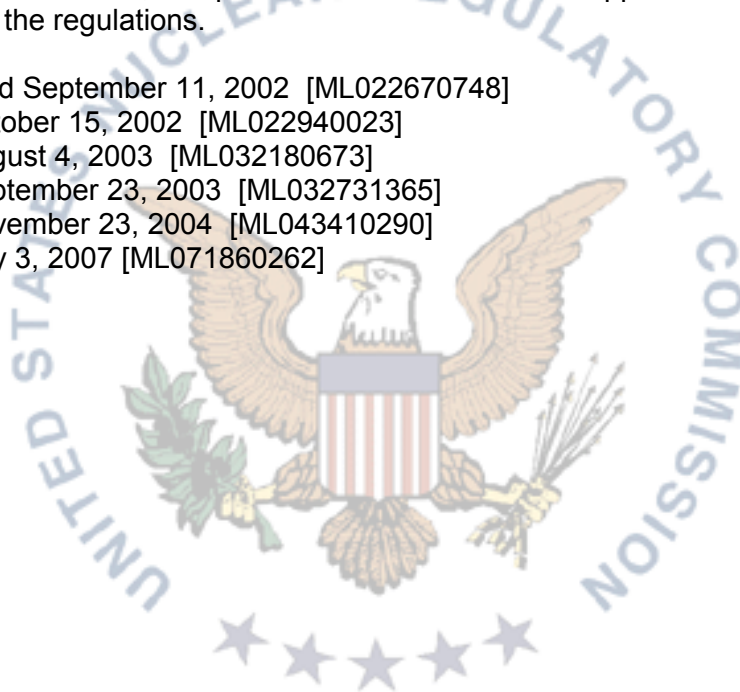 the regulations.
d September 11, 2002 [ML022670748]
tober 15, 2002 [ML022940023]
gust 4, 2003 [ML032180673]
ptember 23, 2003 [ML032731365]
vember 23, 2004 [ML043410290]
y 3, 2007 [ML071860262]
UNITED STATES NUCLEAR REGULATORY COMMISSION